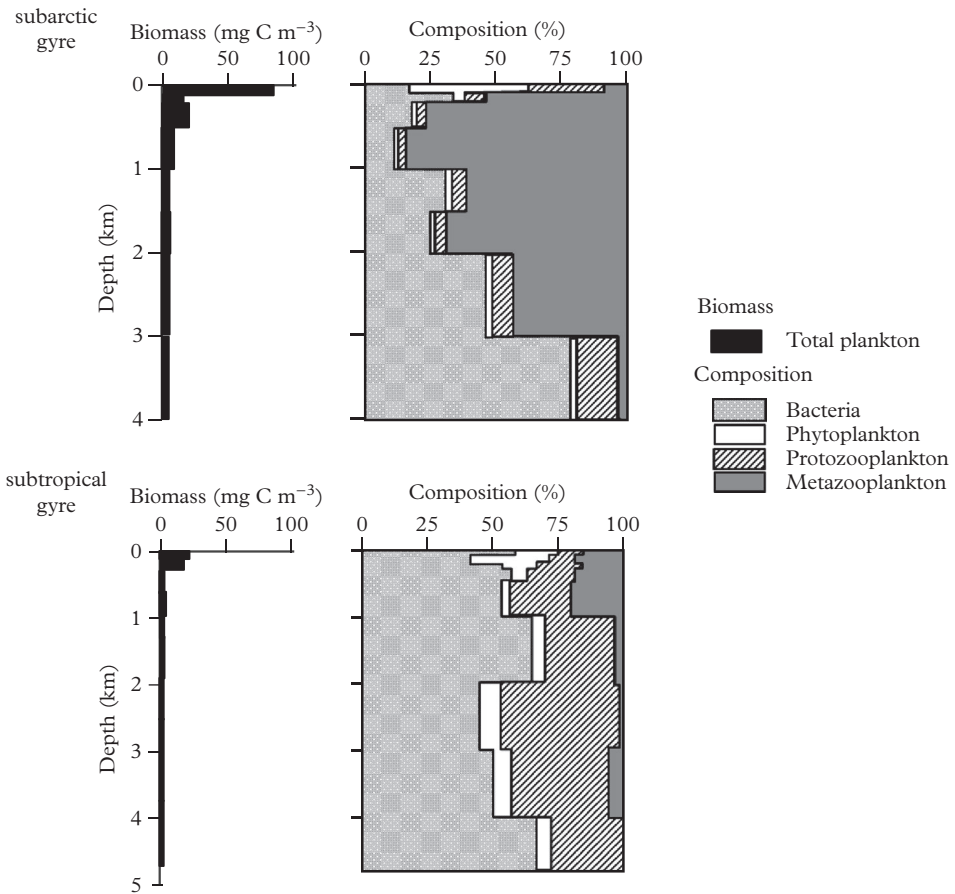 subarctic
gyre
Biomass (mg C m⁻³)
0 50 100
Composition (%)
0 25 50 75 100
Depth (km)
0
1
2
3
4
Biomass
Total plankton
Composition
Bacteria
Phytoplankton
Protozooplankton
Metazooplankton
subtropical
gyre
Biomass (mg C m⁻³)
0 50 100
Composition (%)
0 25 50 75 100
Depth (km)
0
1
2
3
4
5